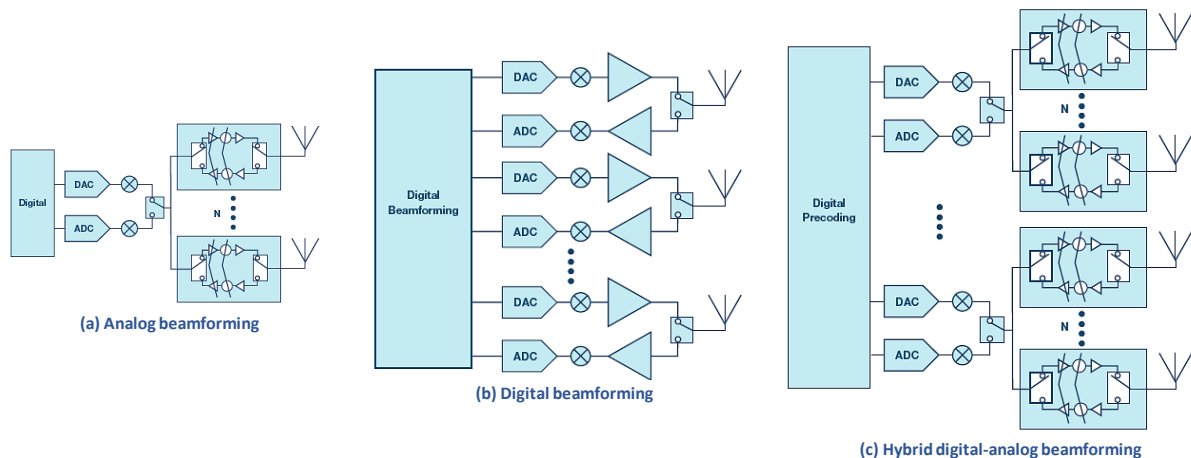 Digital
DAC
ADC
N
(a) Analog beamforming
Digital
Beamforming
DAC
ADC
DAC
ADC
DAC
ADC
(b) Digital beamforming
Digital
Precoding
DAC
ADC
N
DAC
ADC
N
(c) Hybrid digital-analog beamforming